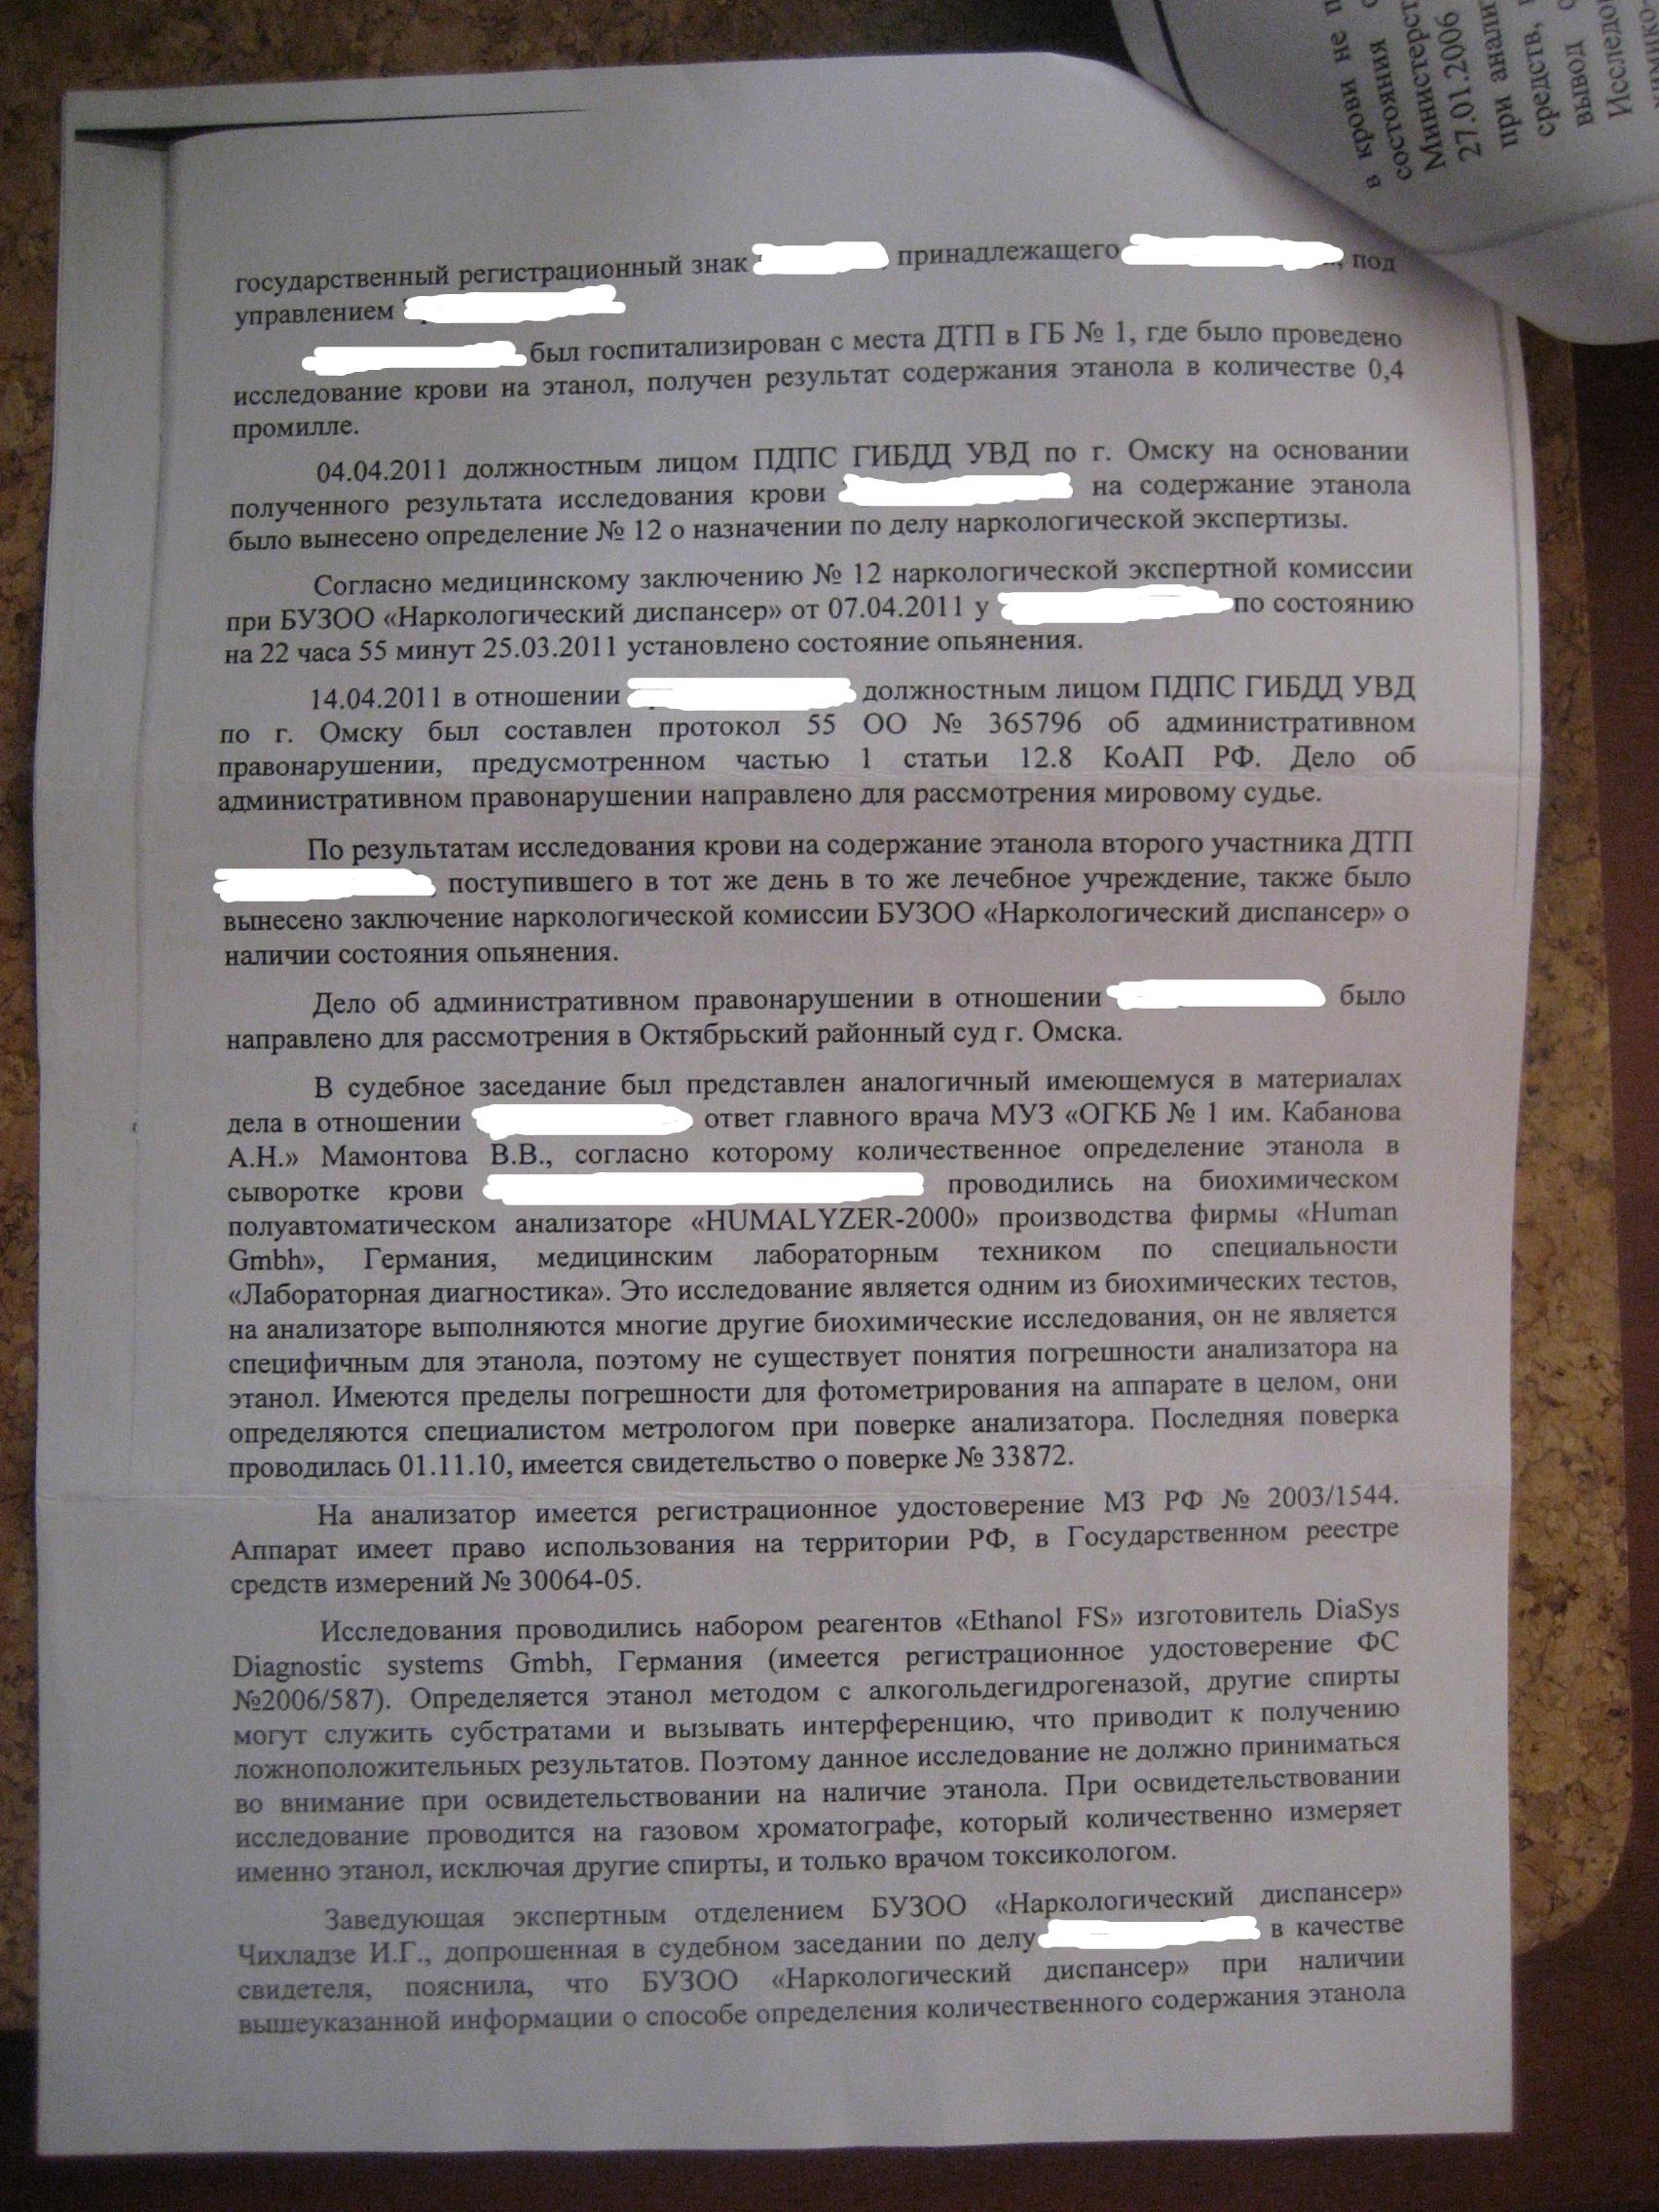 государственный регистрационный знак принадлежащего , под
управлением
был госпитализирован с места ДТП в ГБ № 1, где было проведено
исследование крови на этанол, получен результат содержания этанола в количестве 0,4
промилле.
04.04.2011 должностным лицом ПДПС ГИБДД УВД по г. Омску на основании
полученного результата исследования крови на содержание этанола
было вынесено определение № 12 о назначении по делу наркологической экспертизы.
Согласно медицинскому заключению № 12 наркологической экспертной комиссии
при БУЗОО «Наркологический диспансер» от 07.04.2011 у по состоянию
на 22 часа 55 минут 25.03.2011 установлено состояние опьянения.
14.04.2011 в отношении должностным лицом ПДПС ГИБДД УВД
по г. Омску был составлен протокол 55 ОО № 365796 об административном
правонарушении, предусмотренном частью 1 статьи 12.8 КоАП РФ. Дело об
административном правонарушении направлено для рассмотрения мировому судье.
По результатам исследования крови на содержание этанола второго участника ДТП
поступившего в тот же день в то же лечебное учреждение, также было
вынесено заключение наркологической комиссии БУЗОО «Наркологический диспансер» о
наличии состояния опьянения.
Дело об административном правонарушении в отношении было
направлено для рассмотрения в Октябрьский районный суд г. Омска.
В судебное заседание был представлен аналогичный имеющемуся в материалах
дела в отношении ответ главного врача МУЗ «ОГКБ № 1 им. Кабанова
А.Н.» Мамонтова В.В., согласно которому количественное определение этанола в
сыворотке крови проводились на биохимическом
полуавтоматическом анализаторе «HUMALYZER-2000» производства фирмы «Human
Gmbh», Германия, медицинским лабораторным техником по специальности
«Лабораторная диагностика». Это исследование является одним из биохимических тестов,
на анализаторе выполняются многие другие биохимические исследования, он не является
специфичным для этанола, поэтому не существует понятия погрешности анализатора на
этанол. Имеются пределы погрешности для фотометрирования на аппарате в целом, они
определяются специалистом метрологом при поверке анализатора. Последняя поверка
проводилась 01.11.10, имеется свидетельство о поверке № 33872.
На анализатор имеется регистрационное удостоверение МЗ РФ № 2003/1544.
Аппарат имеет право использования на территории РФ, в Государственном реестре
средств измерений № 30064-05.
Исследования проводились набором реагентов «Ethanol FS» изготовитель DiaSys
Diagnostic systems Gmbh, Германия (имеется регистрационное удостоверение ФС
№2006/587). Определяется этанол методом с алкогольдегидрогеназой, другие спирты
могут служить субстратами и вызывать интерференцию, что приводит к получению
ложноположительных результатов. Поэтому данное исследование не должно приниматься
во внимание при освидетельствовании на наличие этанола. При освидетельствовании
исследование проводится на газовом хроматографе, который количественно измеряет
именно этанол, исключая другие спирты, и только врачом токсикологом.
Заведующая экспертным отделением БУЗОО «Наркологический диспансер»
Чихладзе И.Г., допрошенная в судебном заседании по делу в качестве
свидетеля, пояснила, что БУЗОО «Наркологический диспансер» при наличии
вышеуказанной информации о способе определения количественного содержания этанола
в крови не
состояния
27.01.2006
при
средств,
вывод